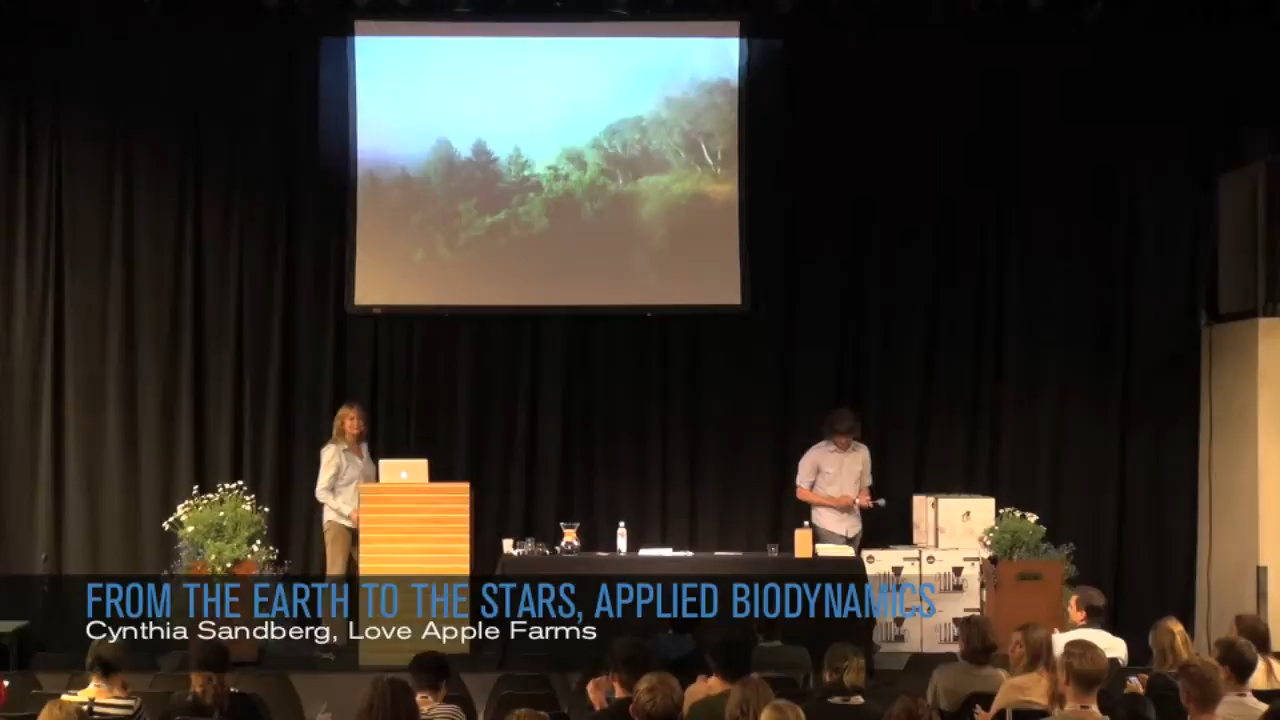 FROM THE EARTH TO THE STARS, APPLIED BIODYNAMICS
Cynthia Sandberg, Love Apple Farms